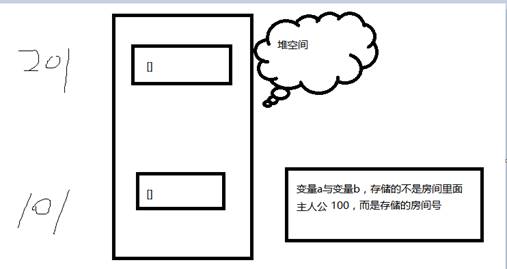 201
[]
堆空间
[]
101
变量a与变量b，存储的不是房间里面
主人公 100，而是存储的房间号